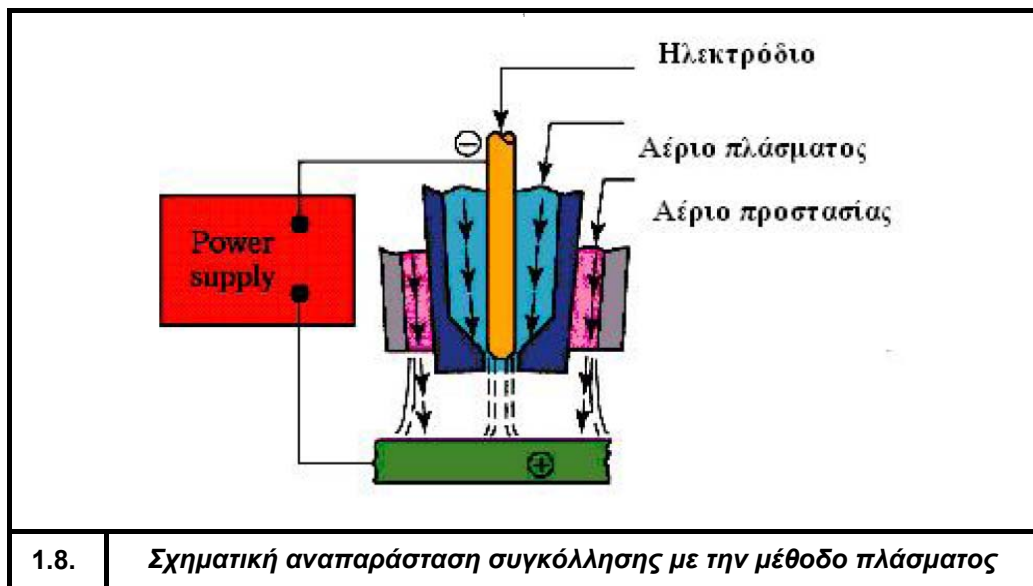 Ηλεκτρόδιο
Αέριο πλάσματος
Αέριο προστασίας
Power
supply
1.8. Σχηματική αναπαράσταση συγκόλλησης με την μέθοδο πλάσματος